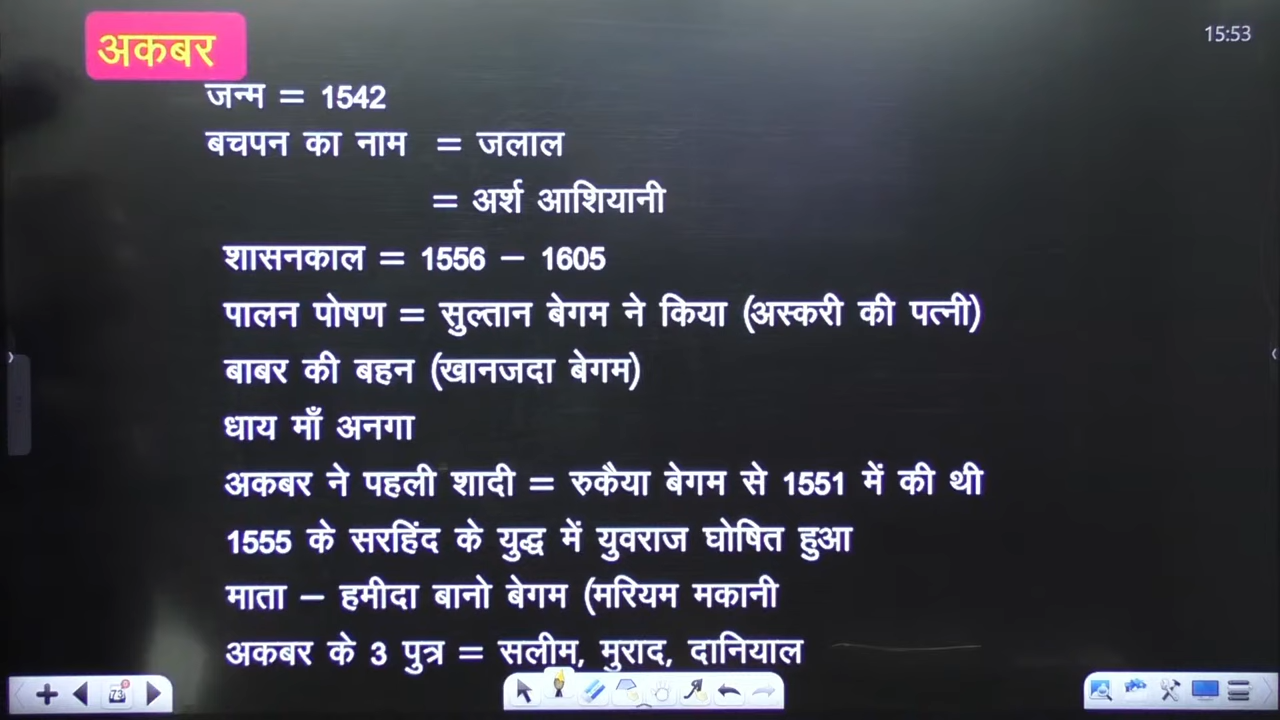 अकबर
15:53
जन्म = 1542
बचपन का नाम = जलाल
= अर्श आशियानी
शासनकाल = 1556 – 1605
पालन पोषण = सुल्तान बेगम ने किया (अस्करी की पत्नी)
बाबर की बहन (खानजदा बेगम)
धाय माँ अनगा
अकबर ने पहली शादी = रुकैया बेगम से 1551 में की थी
1555 के सरहिंद के युद्ध में युवराज घोषित हुआ
माता – हमीदा बानो बेगम (मरियम मकानी
अकबर के 3 पुत्र = सलीम, मुराद, दानियाल
73